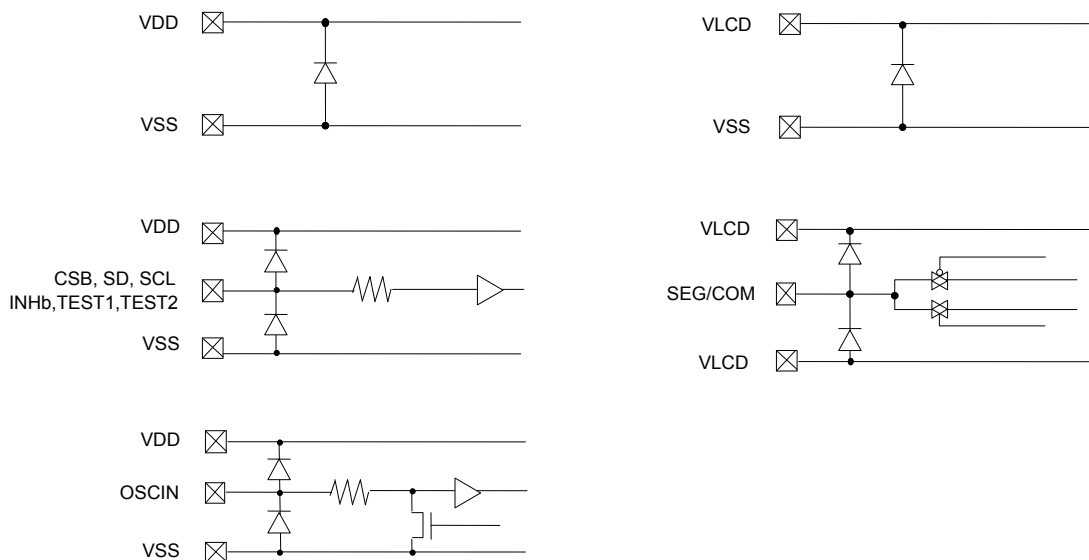 VDD
VSS
VLCD
VSS
VDD
CSB, SD, SCL
INHb,TEST1,TEST2
VSS
VLCD
SEG/COM
VLCD
VDD
OSCIN
VSS